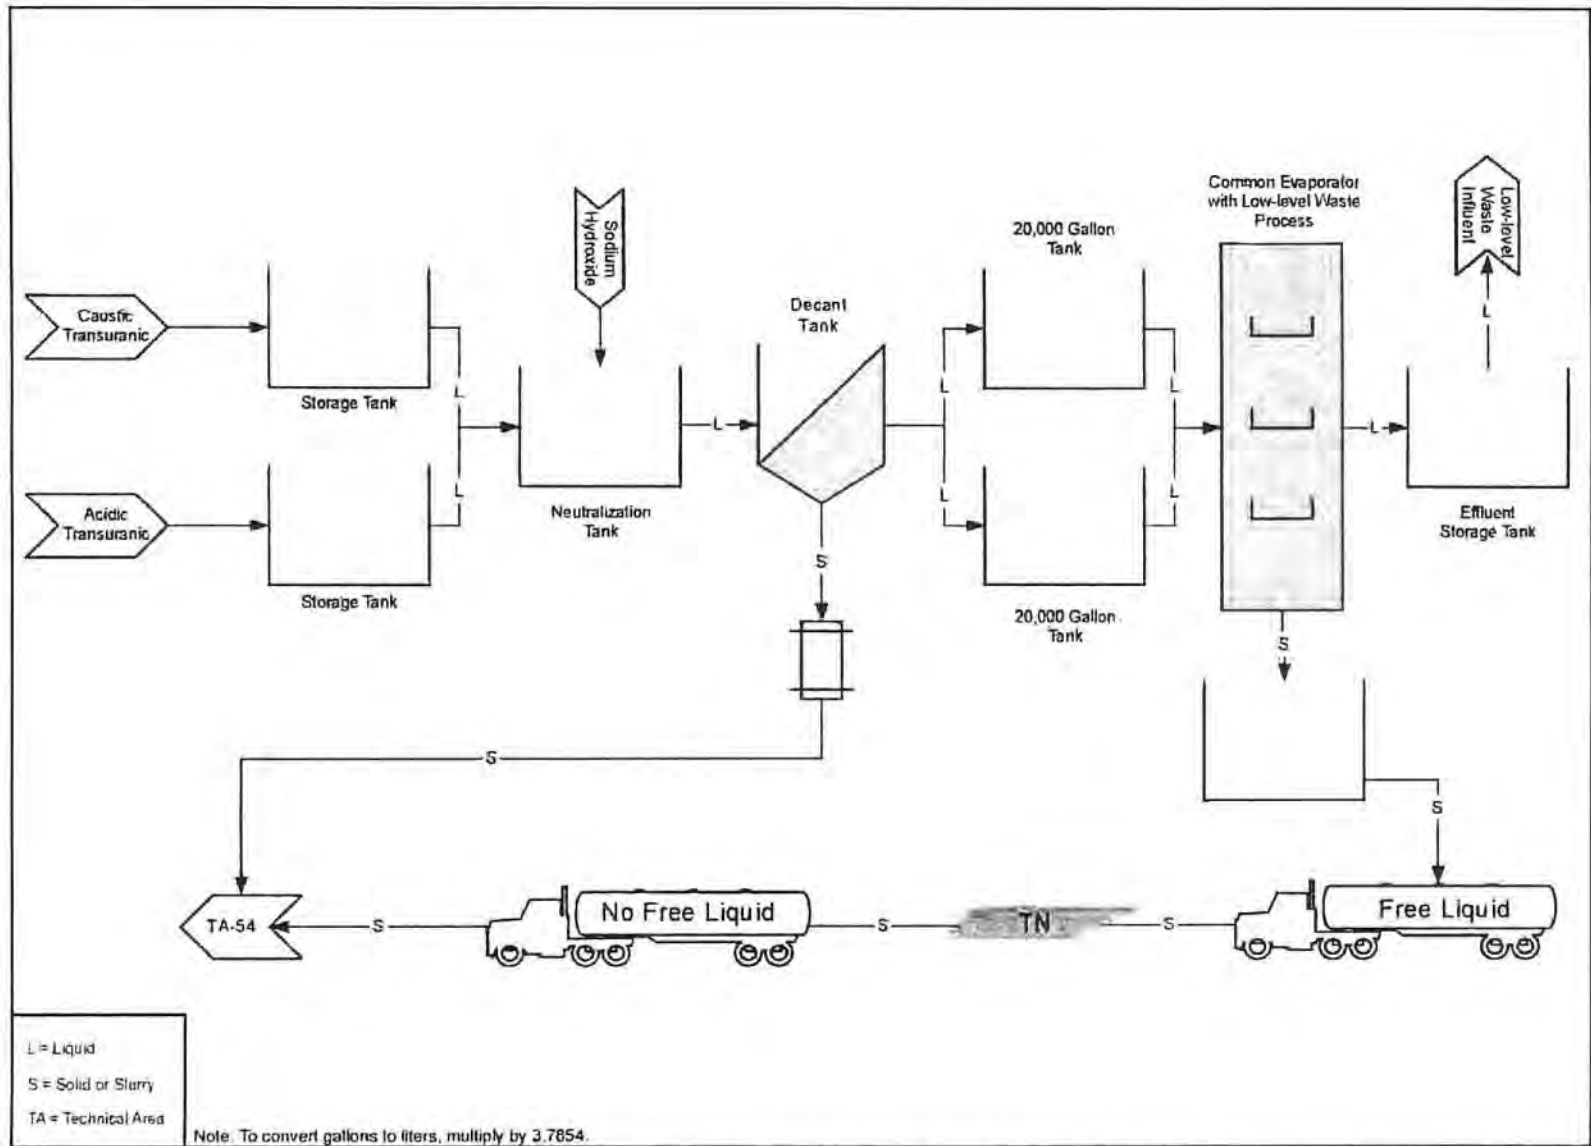 Common Evaporator
with Low-level Waste
Process
Low-level
Waste
Influent
Sodium
Hydroxide
20,000 Gallon
Tank
Decant
Tank
Caustic
Transuranic
L
L
L
L
Storage Tank
L
L
L
L
L
Acidic
Transuranic
Neutralization
Tank
Effluent
Storage Tank
S
Storage Tank
20,000 Gallon
Tank
S
S
S
TA-54
S
No Free Liquid
S
TN
S
Free Liquid
L = Liquid
S = Solid or Slurry
TA = Technical Area
Note. To convert gallons to liters, multiply by 3.7854.